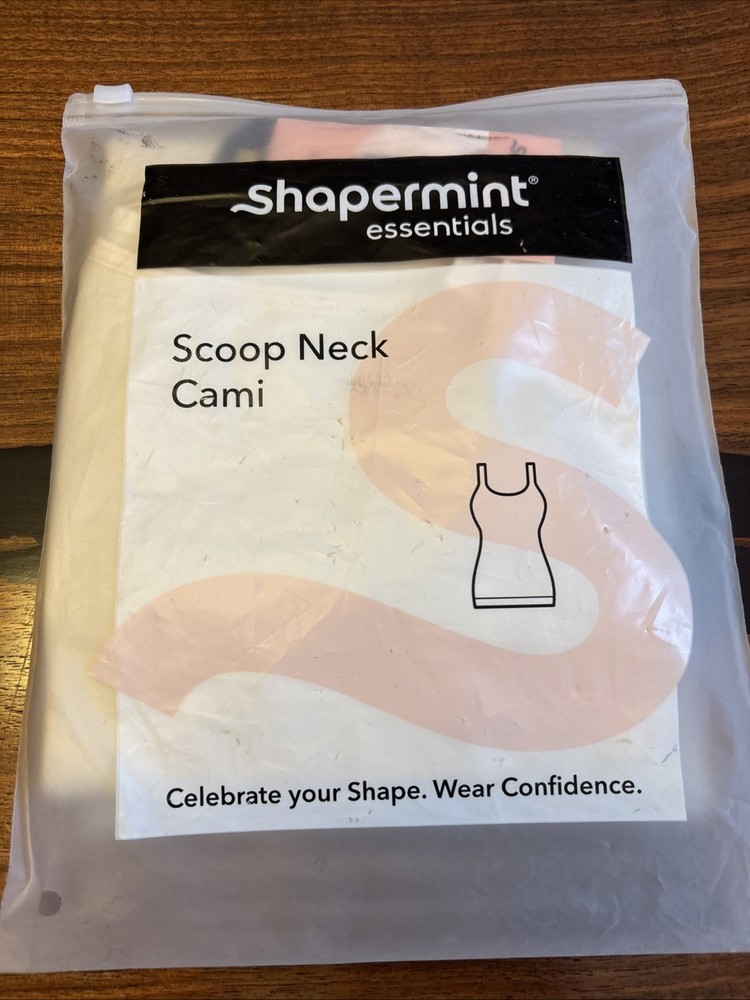 shapermint®
essentials
Scoop Neck
Cami
Celebrate your Shape. Wear Confidence.